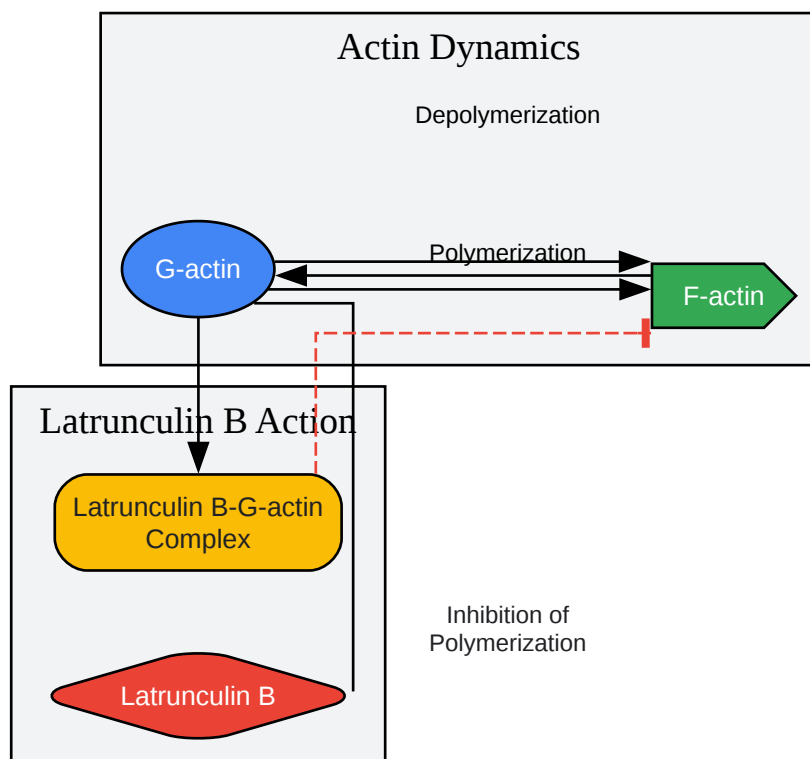 Actin Dynamics
Depolymerization
Polymerization
G-actin
F-actin
Latrunculin B Action
Latrunculin B-G-actin
Complex
Inhibition of
Polymerization
Latrunculin B